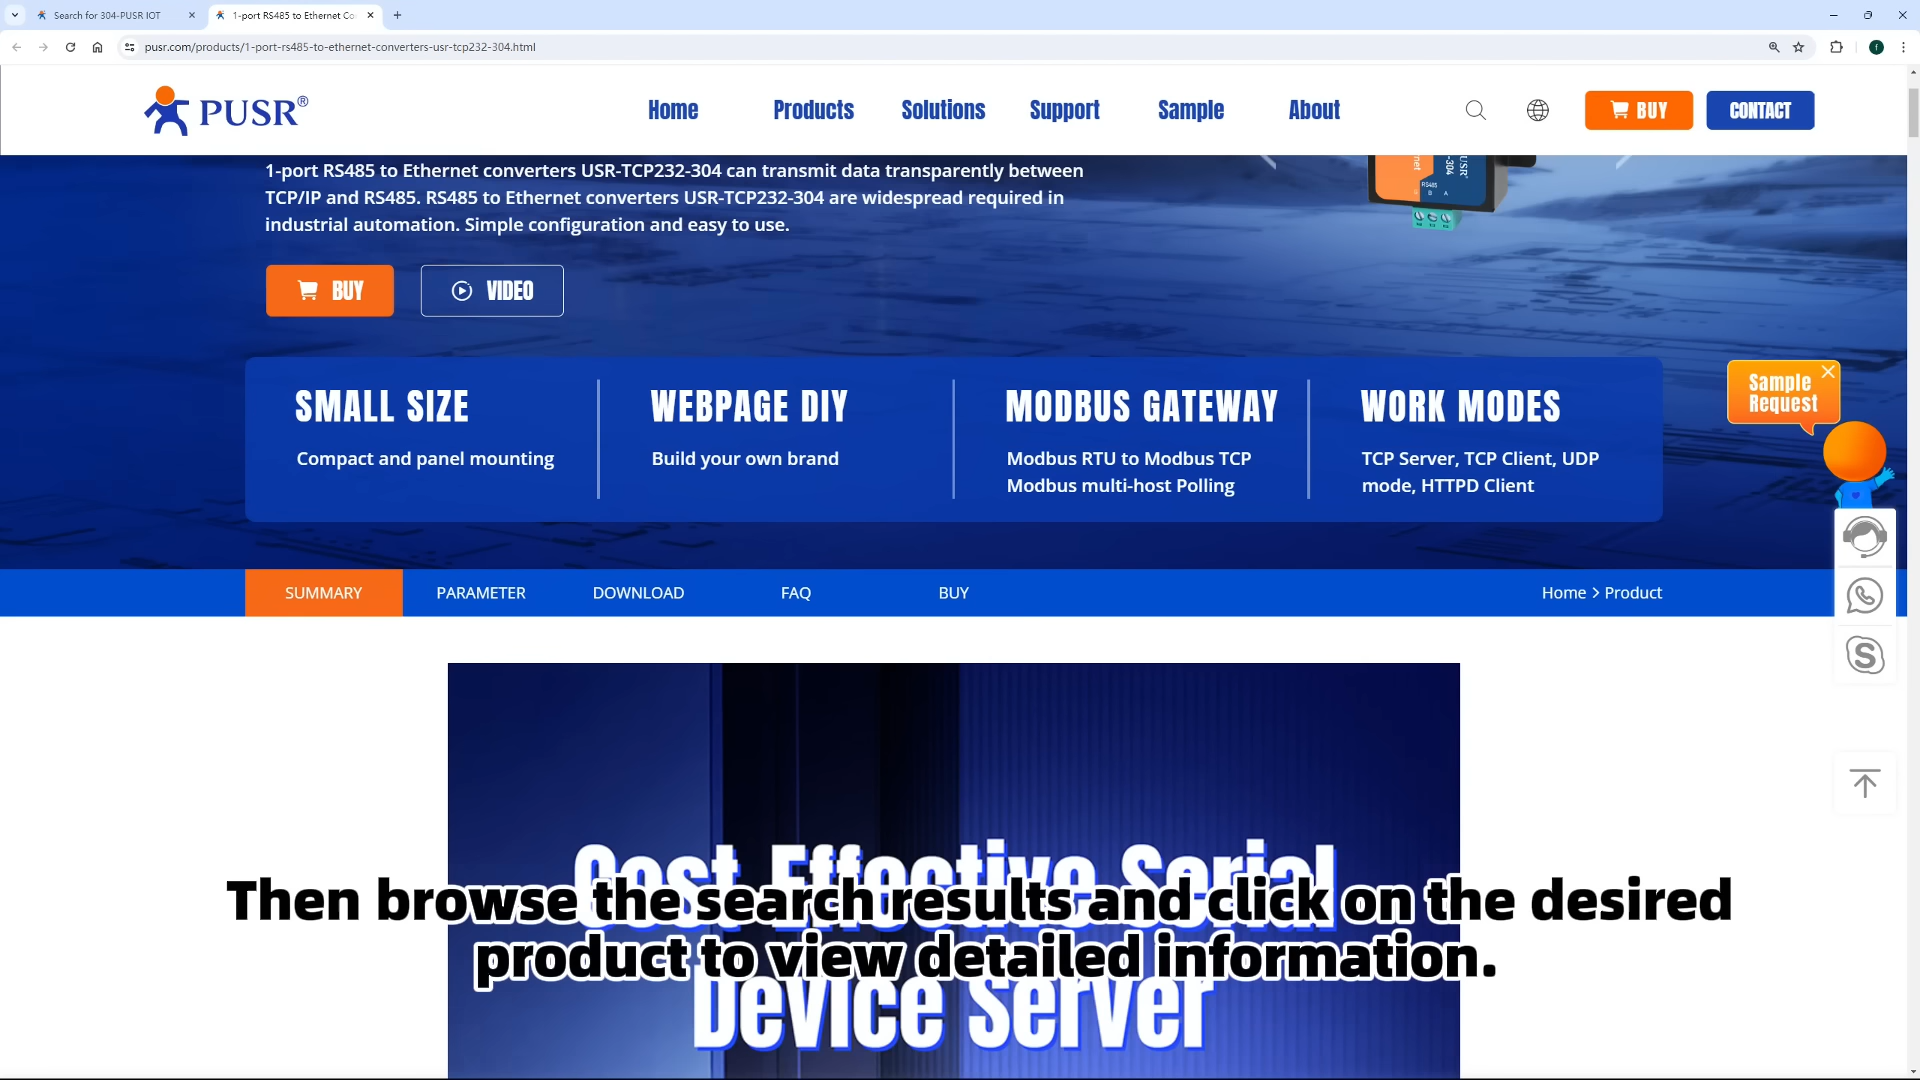 Search for 304-PUSR IOT
1-port RS485 to Ethernet Co
pusr.com/products/1-port-rs485-to-ethernet-converters-usr-tcp232-304.html
PUSR®
Home
Products
Solutions
Support
Sample
About
BUY
CONTACT
1-port RS485 to Ethernet converters USR-TCP232-304 can transmit data transparently between
TCP/IP and RS485. RS485 to Ethernet converters USR-TCP232-304 are widespread required in
industrial automation. Simple configuration and easy to use.
BUY
VIDEO
SMALL SIZE
Compact and panel mounting
WEBPAGE DIY
Build your own brand
MODBUS GATEWAY
Modbus RTU to Modbus TCP
Modbus multi-host Polling
WORK MODES
TCP Server, TCP Client, UDP
mode, HTTPD Client
Sample
Request
SUMMARY
PARAMETER
DOWNLOAD
FAQ
BUY
Home > Product
Cost Effective Serial
Device Server
Then browse the search results and click on the desired
product to view detailed information.